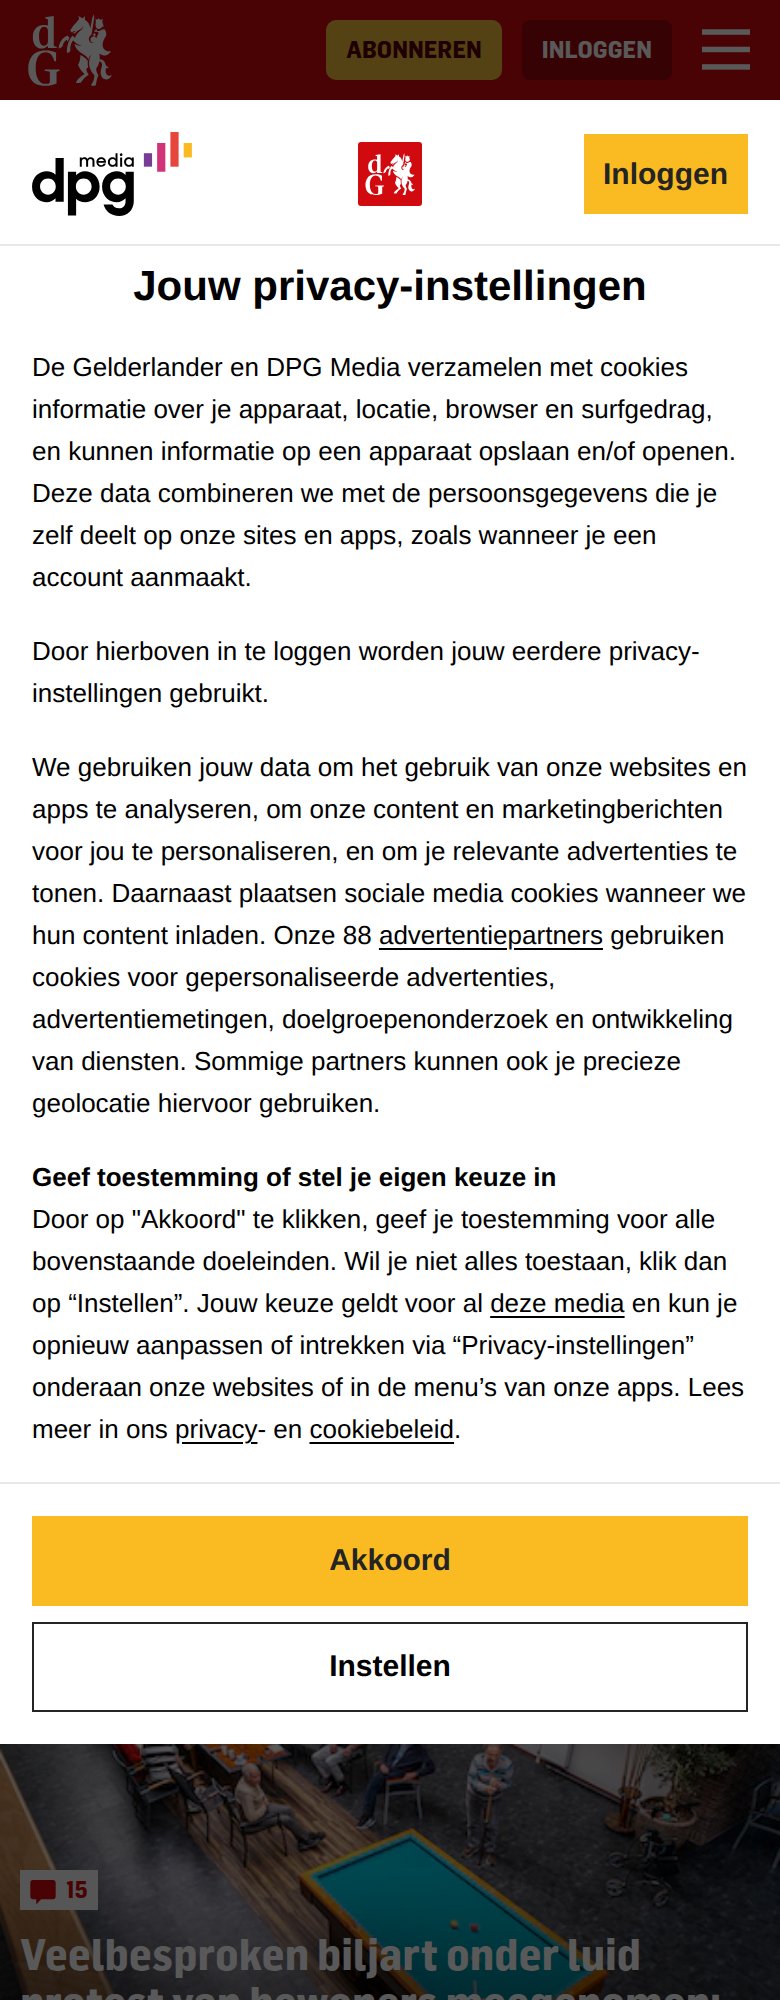 dG
ABONNEREN
INLOGGEN
dpg media
dG
Inloggen
Jouw privacy-instellingen
De Gelderlander en DPG Media verzamelen met cookies
informatie over je apparaat, locatie, browser en surfgedrag,
en kunnen informatie op een apparaat opslaan en/of openen.
Deze data combineren we met de persoonsgegevens die je
zelf deelt op onze sites en apps, zoals wanneer je een
account aanmaakt.
Door hierboven in te loggen worden jouw eerdere privacy-
instellingen gebruikt.
We gebruiken jouw data om het gebruik van onze websites en
apps te analyseren, om onze content en marketingberichten
voor jou te personaliseren, en om je relevante advertenties te
tonen. Daarnaast plaatsen sociale media cookies wanneer we
hun content inladen. Onze 88 advertentiepartners gebruiken
cookies voor gepersonaliseerde advertenties,
advertentiemetingen, doelgroepenonderzoek en ontwikkeling
van diensten. Sommige partners kunnen ook je precieze
geolocatie hiervoor gebruiken.
Geef toestemming of stel je eigen keuze in
Door op "Akkoord" te klikken, geef je toestemming voor alle
bovenstaande doeleinden. Wil je niet alles toestaan, klik dan
op “Instellen”. Jouw keuze geldt voor al deze media en kun je
opnieuw aanpassen of intrekken via “Privacy-instellingen”
onderaan onze websites of in de menu’s van onze apps. Lees
meer in ons privacy- en cookiebeleid.
Akkoord
Instellen
15
Veelbesproken biljart onder luid
protest van bewoners meegenomen: